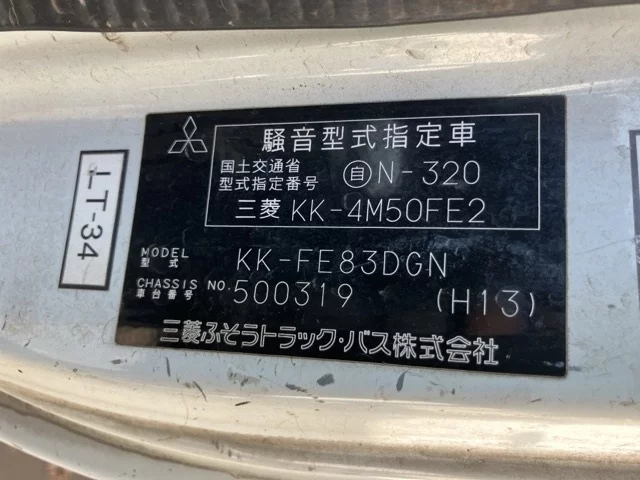 LT-34
騒音型式指定車
国土交通省
型式指定番号 自 N-320
三菱 KK-4M50FE2
MODEL
型式 KK-FE83DGN
CHASSIS NO.
車台番号 500319 (H13)
三菱ふそうトラック・バス株式会社